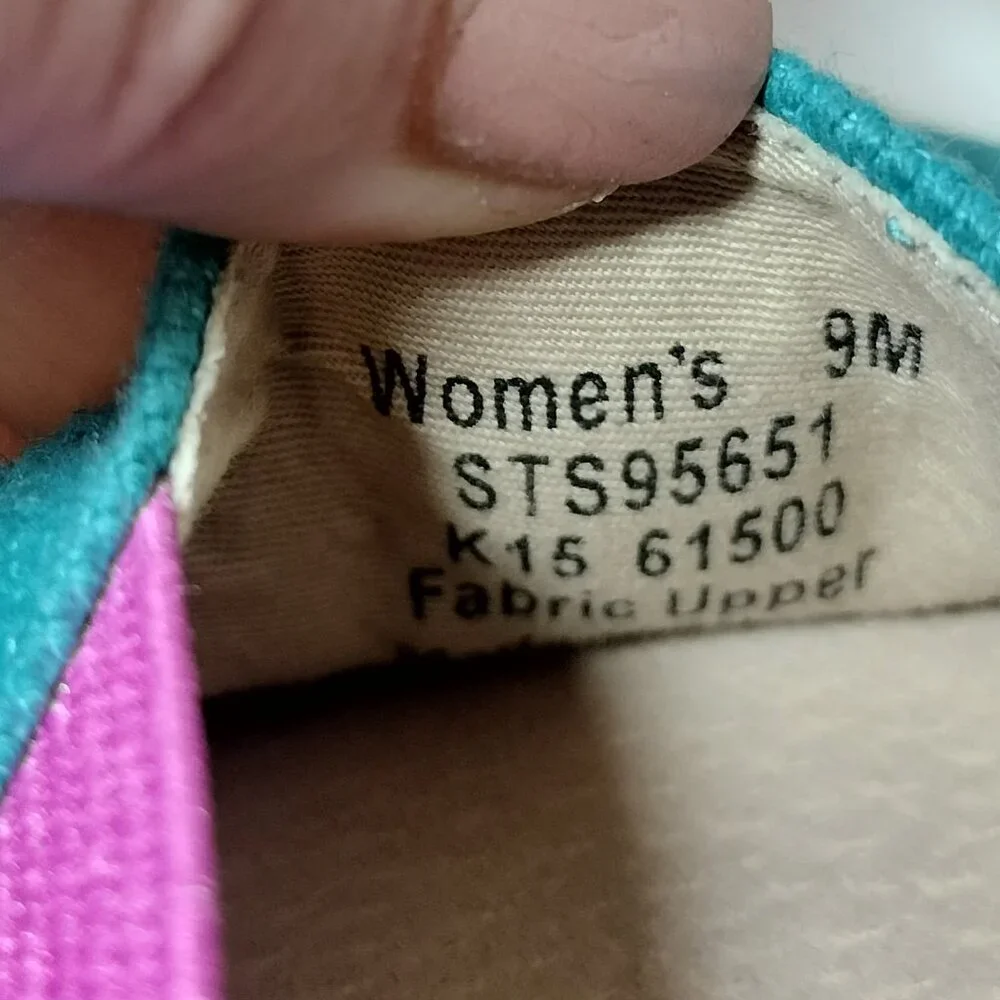 Women's 9M
STS95651
K15 61500
Fabric Upper